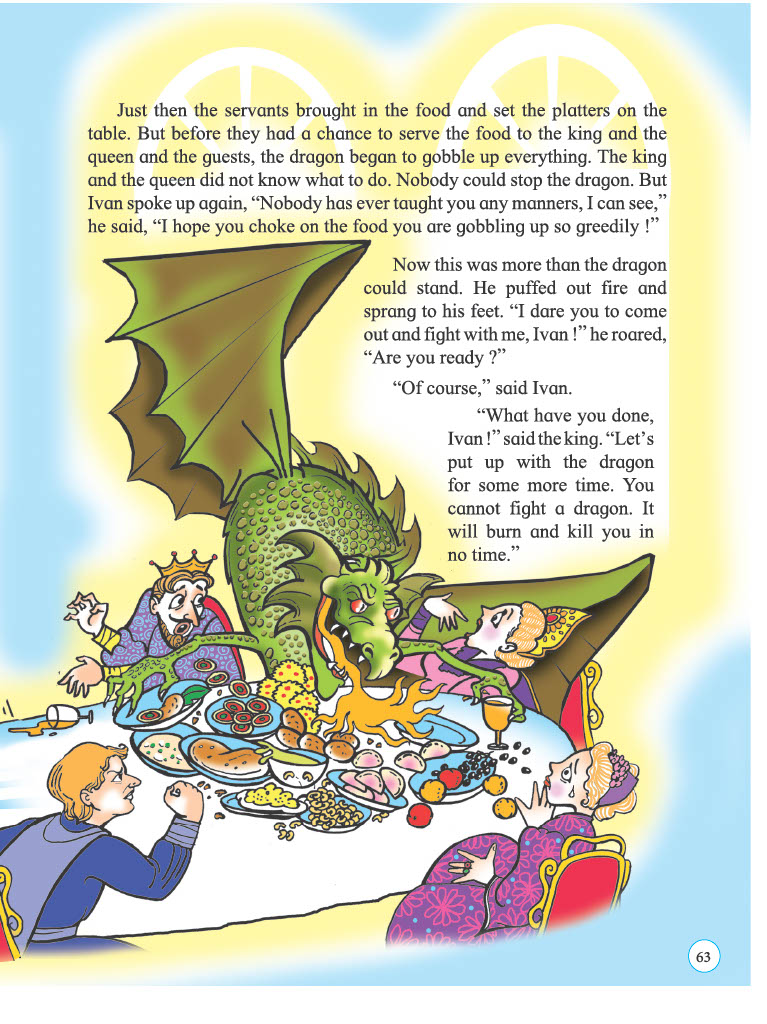 Just then the servants brought in the food and set the platters on the
table. But before they had a chance to serve the food to the king and the
queen and the guests, the dragon began to gobble up everything. The king
and the queen did not know what to do. Nobody could stop the dragon. But
Ivan spoke up again, “Nobody has ever taught you any manners, I can see,”
he said, “I hope you choke on the food you are gobbling up so greedily !”
Now this was more than the dragon
could stand. He puffed out fire and
sprang to his feet. “I dare you to come
out and fight with me, Ivan !” he roared,
“Are you ready ?”
“Of course,” said Ivan.
“What have you done,
Ivan !” said the king. “Let’s
put up with the dragon
for some more time. You
cannot fight a dragon. It
will burn and kill you in
no time.”
63